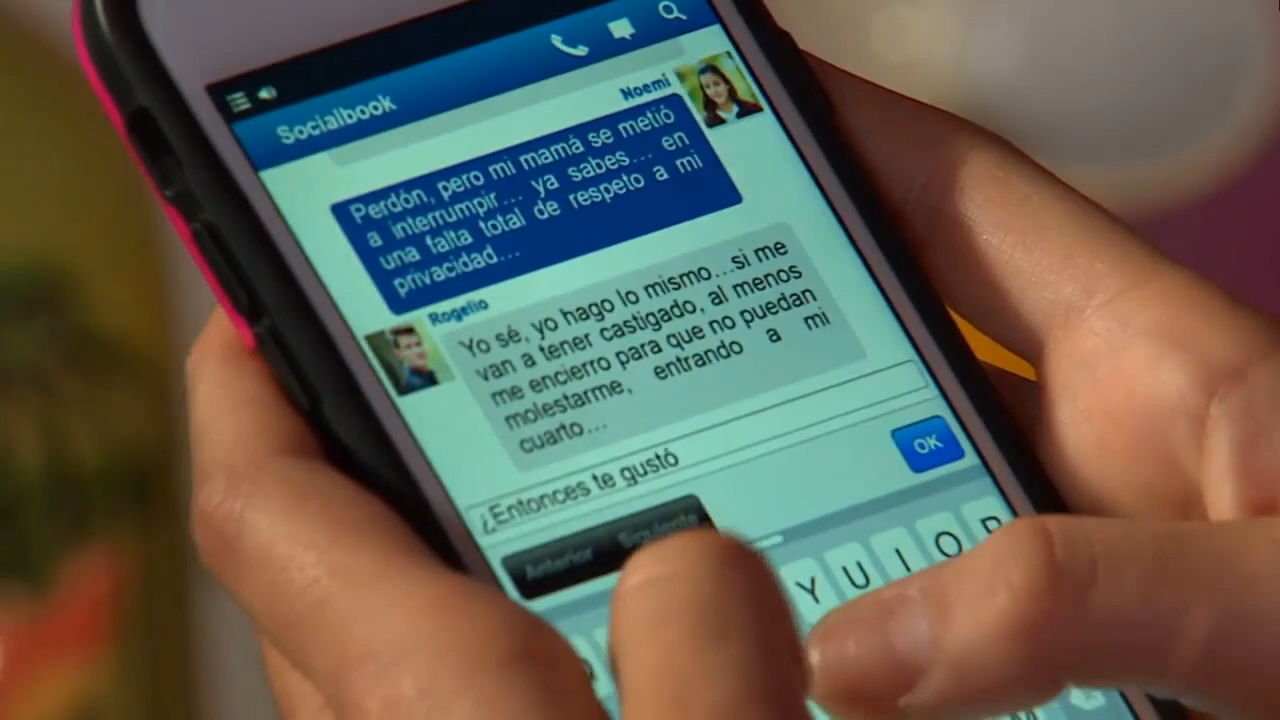 Socialbook
Noemi
Perdón, pero mi mamá se metió
a interrumpir... ya sabes... en
una falta total de respeto a mi
privacidad...
Rogelio
Yo sé, yo hago lo mismo...si me
van a tener castigado, al menos
me encierro para que no puedan
molestarme, entrando a mi
cuarto...
¿Entonces te gustó
OK
Anterior Siguiente
Y U I O P